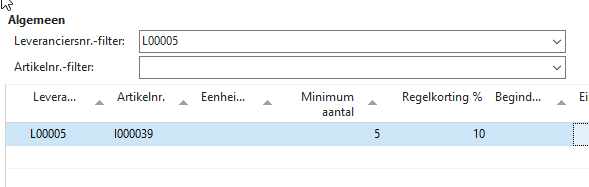 Algemeen
Leveranciersnr.-filter: L00005
Artikelnr.-filter:
Levera... Artikelnr. Eenhei... Minimum aantal Regelkorting % Begind... Ei
L00005 I000039 5 10